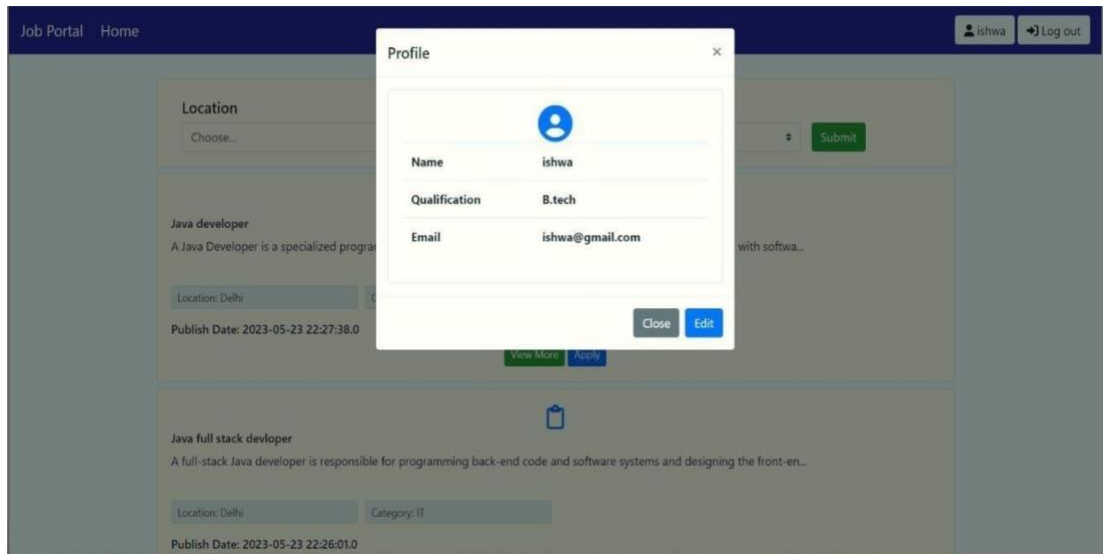 Job Portal Home ishwa Log out
Profile ×
Location
Choose... Submit
Name ishwa
Qualification B.tech
Email ishwa@gmail.com
Java developer
A Java Developer is a specialized progra with softwa...
Location: Delhi C
Publish Date: 2023-05-23 22:27:38.0
Close Edit
View More Apply
Java full stack devloper
A full-stack Java developer is responsible for programming back-end code and software systems and designing the front-en...
Location: Delhi Category: IT
Publish Date: 2023-05-23 22:26:01.0